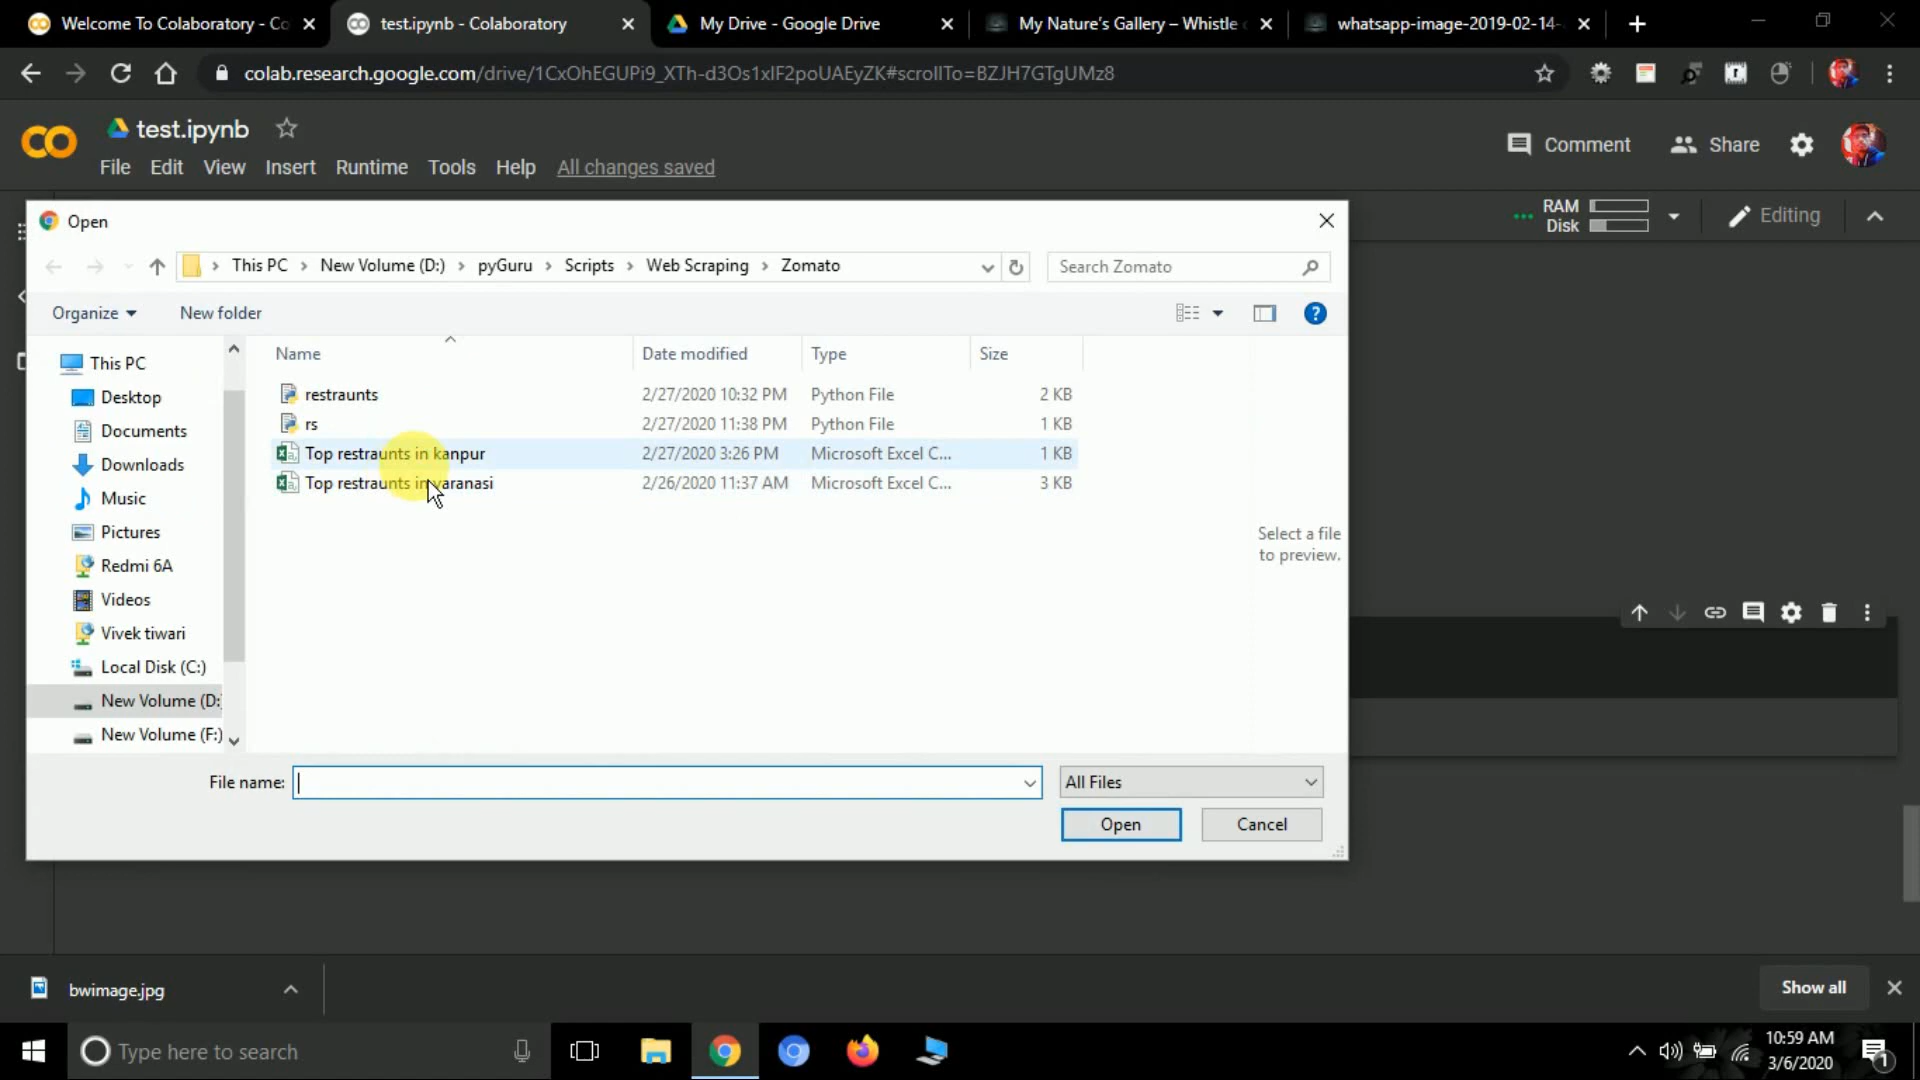 Welcome To Colaboratory - Co
test.ipynb - Colaboratory
My Drive - Google Drive
My Nature's Gallery – Whistle
whatsapp-image-2019-02-14-
colab.research.google.com/drive/1CxOhEGUPi9_XTh-d3Os1xIF2poUAEyZK#scrollTo=BZJH7GTgUMz8
test.ipynb
Comment
Share
File Edit View Insert Runtime Tools Help All changes saved
RAM
Disk
Editing
Open
This PC > New Volume (D:) > pyGuru > Scripts > Web Scraping > Zomato
Search Zomato
Organize
New folder
Name Date modified Type Size
This PC
Desktop
Documents
Downloads
Music
Pictures
Redmi 6A
Videos
Vivek tiwari
Local Disk (C:)
New Volume (D:
New Volume (F:)
restraunts 2/27/2020 10:32 PM Python File 2 KB
rs 2/27/2020 11:38 PM Python File 1 KB
Top restraunts in kanpur 2/27/2020 3:26 PM Microsoft Excel C... 1 KB
Top restraunts in varanasi 2/26/2020 11:37 AM Microsoft Excel C... 3 KB
Select a file
to preview.
File name:
All Files
Open
Cancel
bwimage.jpg
Show all
Type here to search
10:59 AM
3/6/2020
1